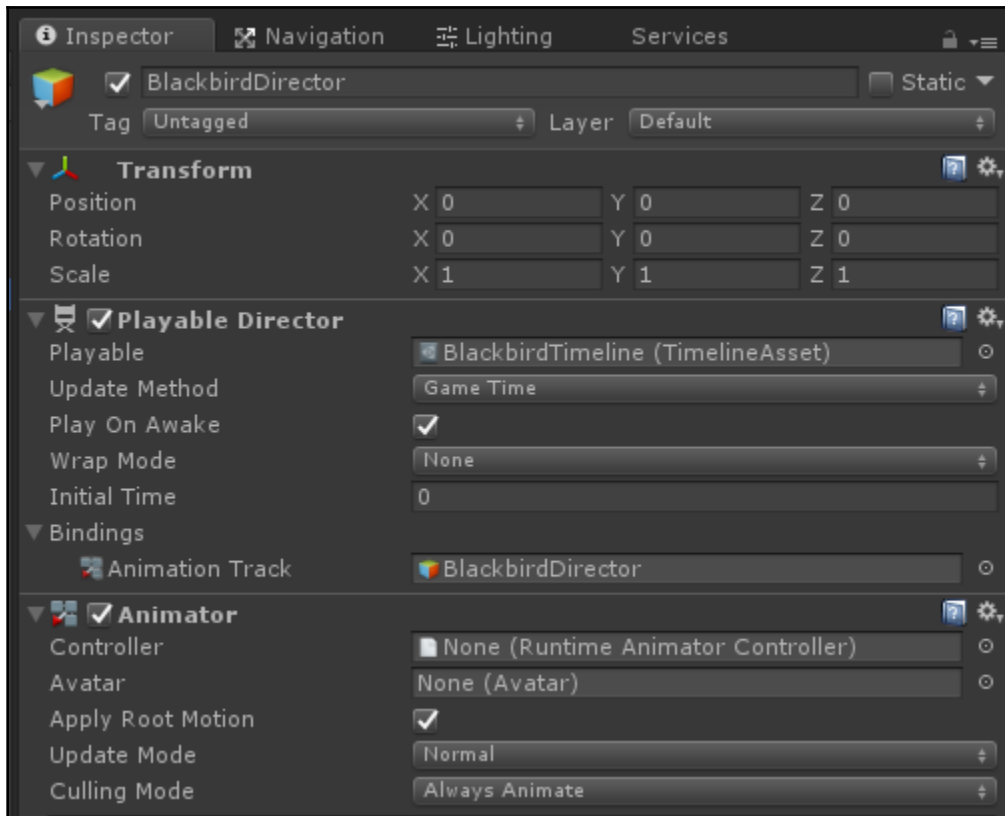 Inspector Navigation Lighting Services
BlackbirdDirector Static
Tag Untagged Layer Default
Transform
Position X 0 Y 0 Z 0
Rotation X 0 Y 0 Z 0
Scale X 1 Y 1 Z 1
Playable Director
Playable BlackbirdTimeline (TimelineAsset)
Update Method Game Time
Play On Awake
Wrap Mode None
Initial Time 0
Bindings
Animation Track BlackbirdDirector
Animator
Controller None (Runtime Animator Controller)
Avatar None (Avatar)
Apply Root Motion
Update Mode Normal
Culling Mode Always Animate